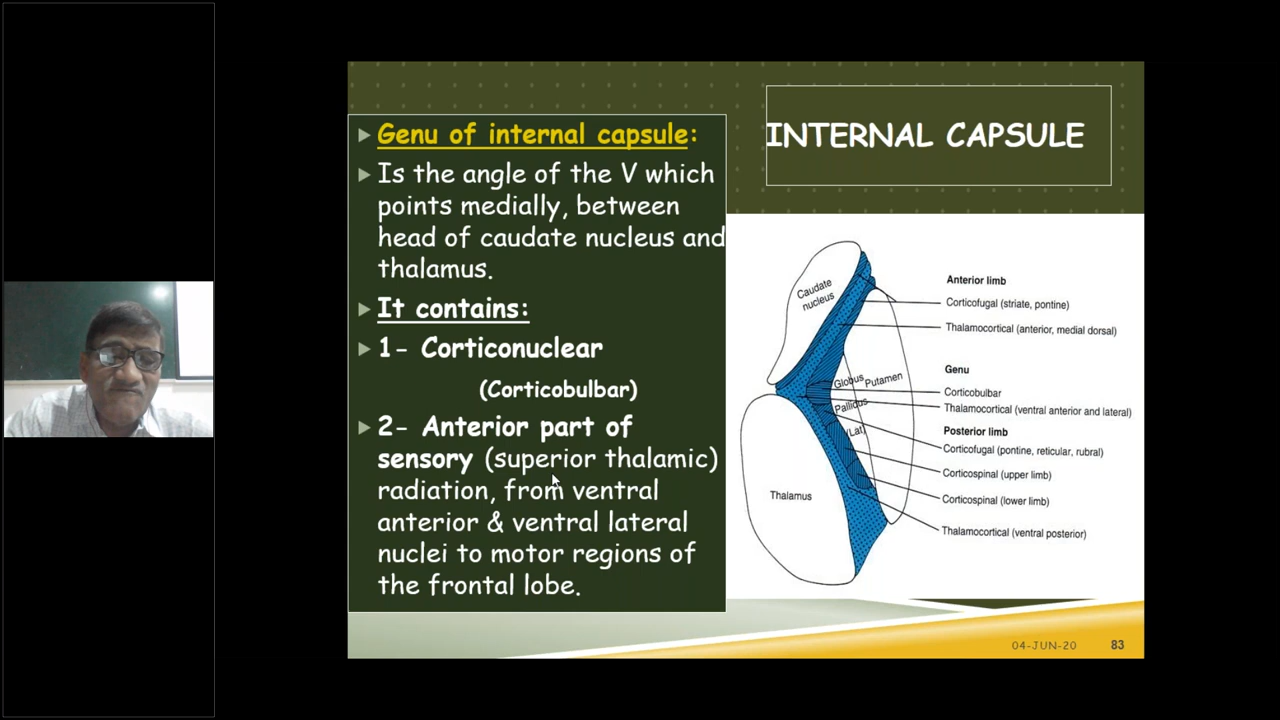 INTERNAL CAPSULE
Genu of internal capsule:
Is the angle of the V which
points medially, between
head of caudate nucleus and
thalamus.
It contains:
1- Corticonuclear
(Corticobulbar)
2- Anterior part of
sensory (superior thalamic)
radiation, from ventral
anterior & ventral lateral
nuclei to motor regions of
the frontal lobe.
Caudate
nucleus
Globus
Pallidus
(Lat
Putamen
Thalamus
Anterior limb
Corticofugal (striate, pontine)
Thalamocortical (anterior, medial dorsal)
Genu
Corticobulbar
Thalamocortical (ventral anterior and lateral)
Posterior limb
Corticofugal (pontine, reticular, rubral)
Corticospinal (upper limb)
Corticospinal (lower limb)
Thalamocortical (ventral posterior)
04-JUN-20
83